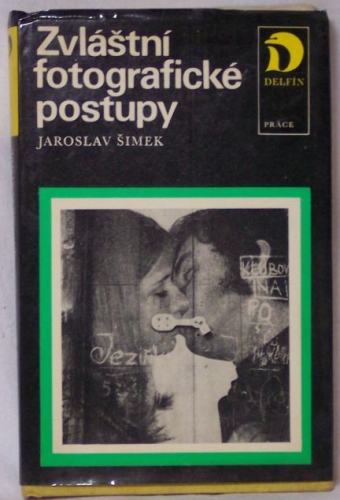 Zvláštní
fotografické
postupy
JAROSLAV ŠIMEK
DELFÍN
PRÁCE